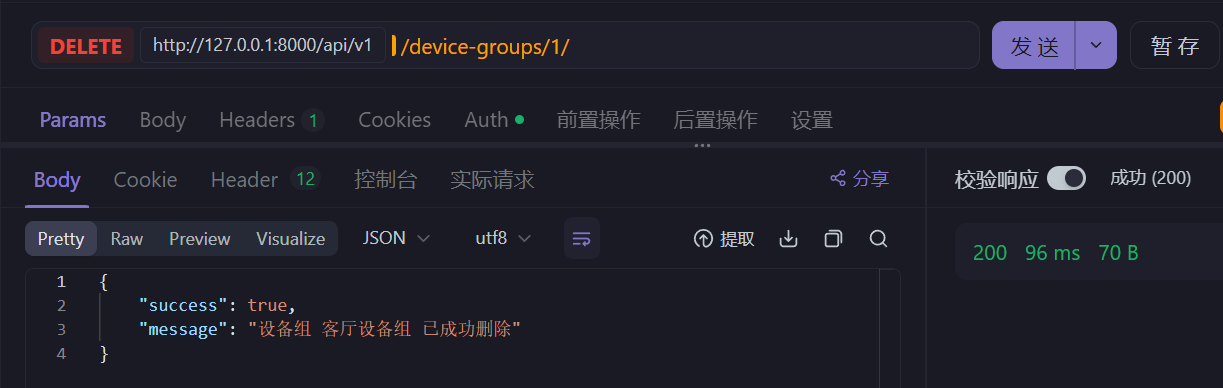 DELETE http://127.0.0.1:8000/api/v1 /device-groups/1/ 发 送 暂 存
Params Body Headers 1 Cookies Auth 前置操作 后置操作 设置
Body Cookie Header 12 控制台 实际请求 分享 校验响应 成功 (200)
Pretty Raw Preview Visualize JSON utf8 提取
200 96 ms 70 B
1 {
2 "success": true,
3 "message": "设备组 客厅设备组 已成功删除"
4 }